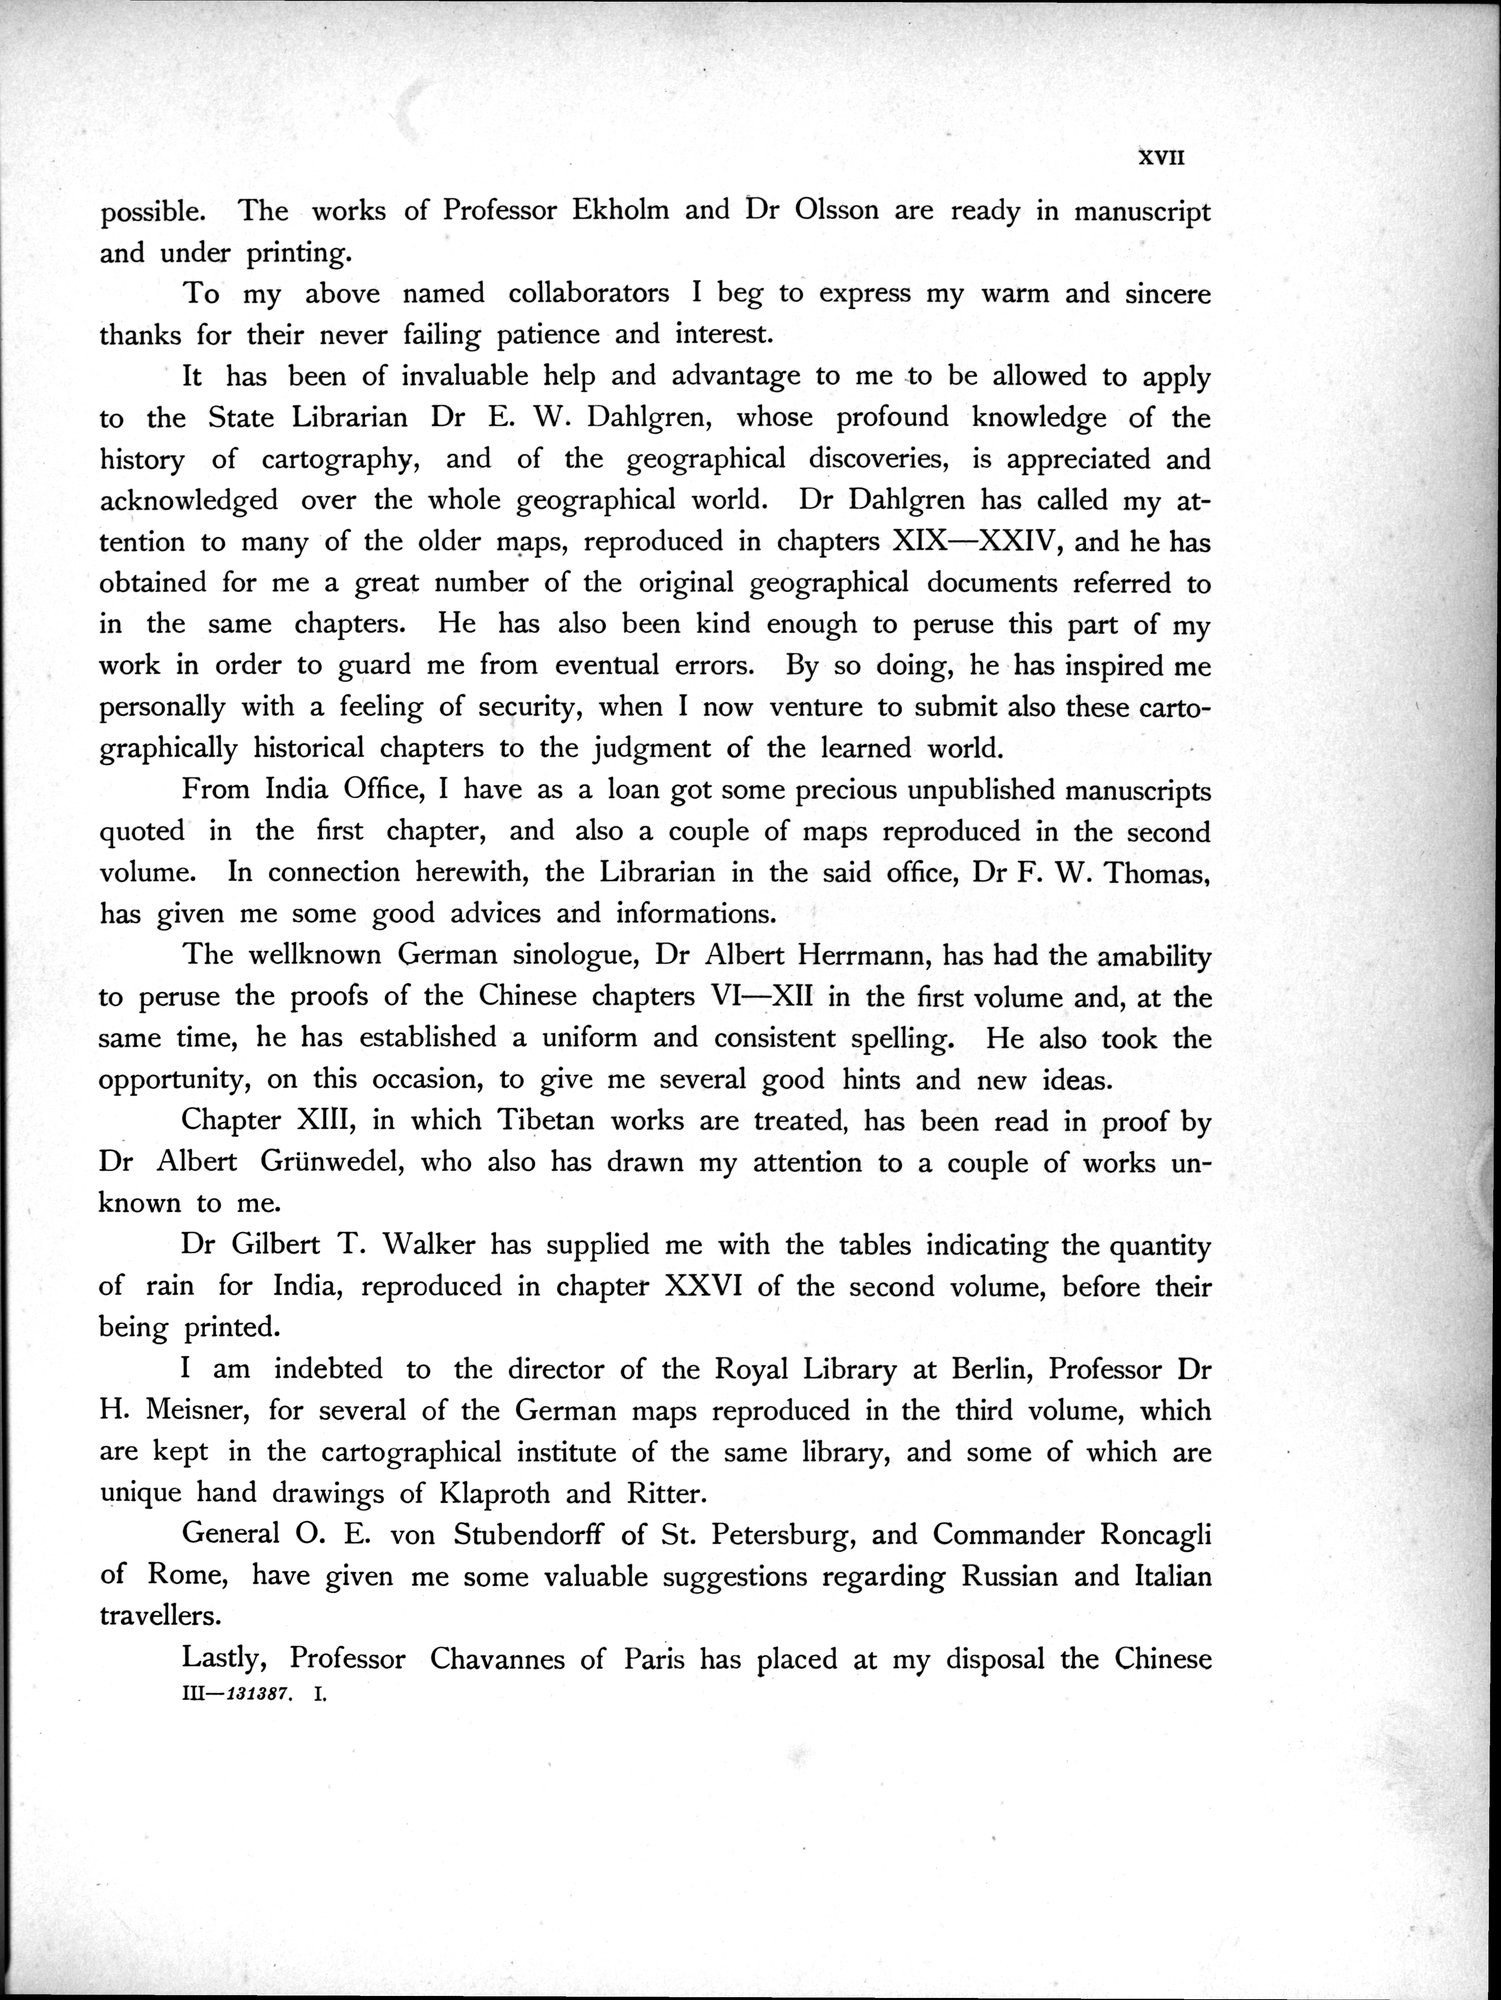 XVII
possible. The works of Professor Ekholm and Dr Olsson are ready in manuscript
and under printing.
To my above named collaborators I beg to express my warm and sincere
thanks for their never failing patience and interest.
It has been of invaluable help and advantage to me to be allowed to apply
to the State Librarian Dr E. W. Dahlgren, whose profound knowledge of the
history of cartography, and of the geographical discoveries, is appreciated and
acknowledged over the whole geographical world. Dr Dahlgren has called my at-
tention to many of the older maps, reproduced in chapters XIX—XXIV, and he has
obtained for me a great number of the original geographical documents referred to
in the same chapters. He has also been kind enough to peruse this part of my
work in order to guard me from eventual errors. By so doing, he has inspired me
personally with a feeling of security, when I now venture to submit also these carto-
graphically historical chapters to the judgment of the learned world.
From India Office, I have as a loan got some precious unpublished manuscripts
quoted in the first chapter, and also a couple of maps reproduced in the second
volume. In connection herewith, the Librarian in the said office, Dr F. W. Thomas,
has given me some good advices and informations.
The wellknown German sinologue, Dr Albert Herrmann, has had the amability
to peruse the proofs of the Chinese chapters VI—XII in the first volume and, at the
same time, he has established a uniform and consistent spelling. He also took the
opportunity, on this occasion, to give me several good hints and new ideas.
Chapter XIII, in which Tibetan works are treated, has been read in proof by
Dr Albert Grünwedel, who also has drawn my attention to a couple of works un-
known to me.
Dr Gilbert T. Walker has supplied me with the tables indicating the quantity
of rain for India, reproduced in chapter XXVI of the second volume, before their
being printed.
I am indebted to the director of the Royal Library at Berlin, Professor Dr
H. Meisner, for several of the German maps reproduced in the third volume, which
are kept in the cartographical institute of the same library, and some of which are
unique hand drawings of Klaproth and Ritter.
General O. E. von Stubendorff of St. Petersburg, and Commander Roncagli
of Rome, have given me some valuable suggestions regarding Russian and Italian
travellers.
Lastly, Professor Chavannes of Paris has placed at my disposal the Chinese
III—131387. I.